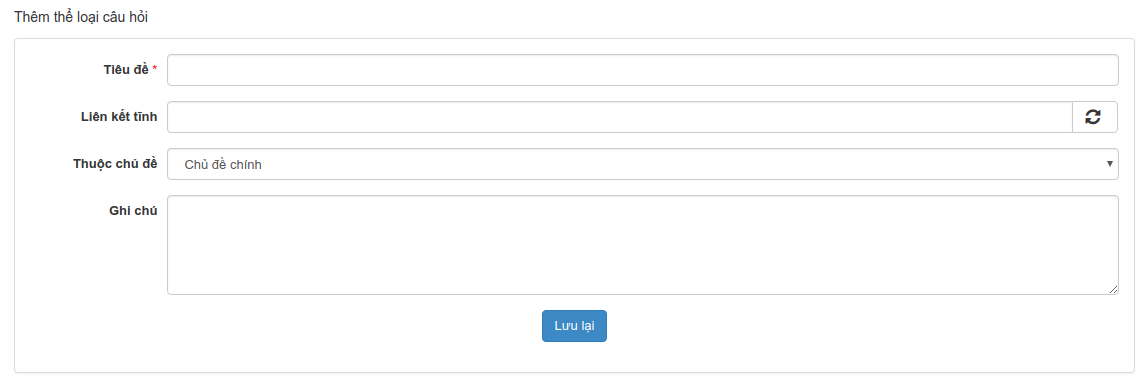 Thêm thể loại câu hỏi
Tiêu đề *
Liên kết tĩnh
Thuộc chủ đề
Chủ đề chính
Ghi chú
Lưu lại